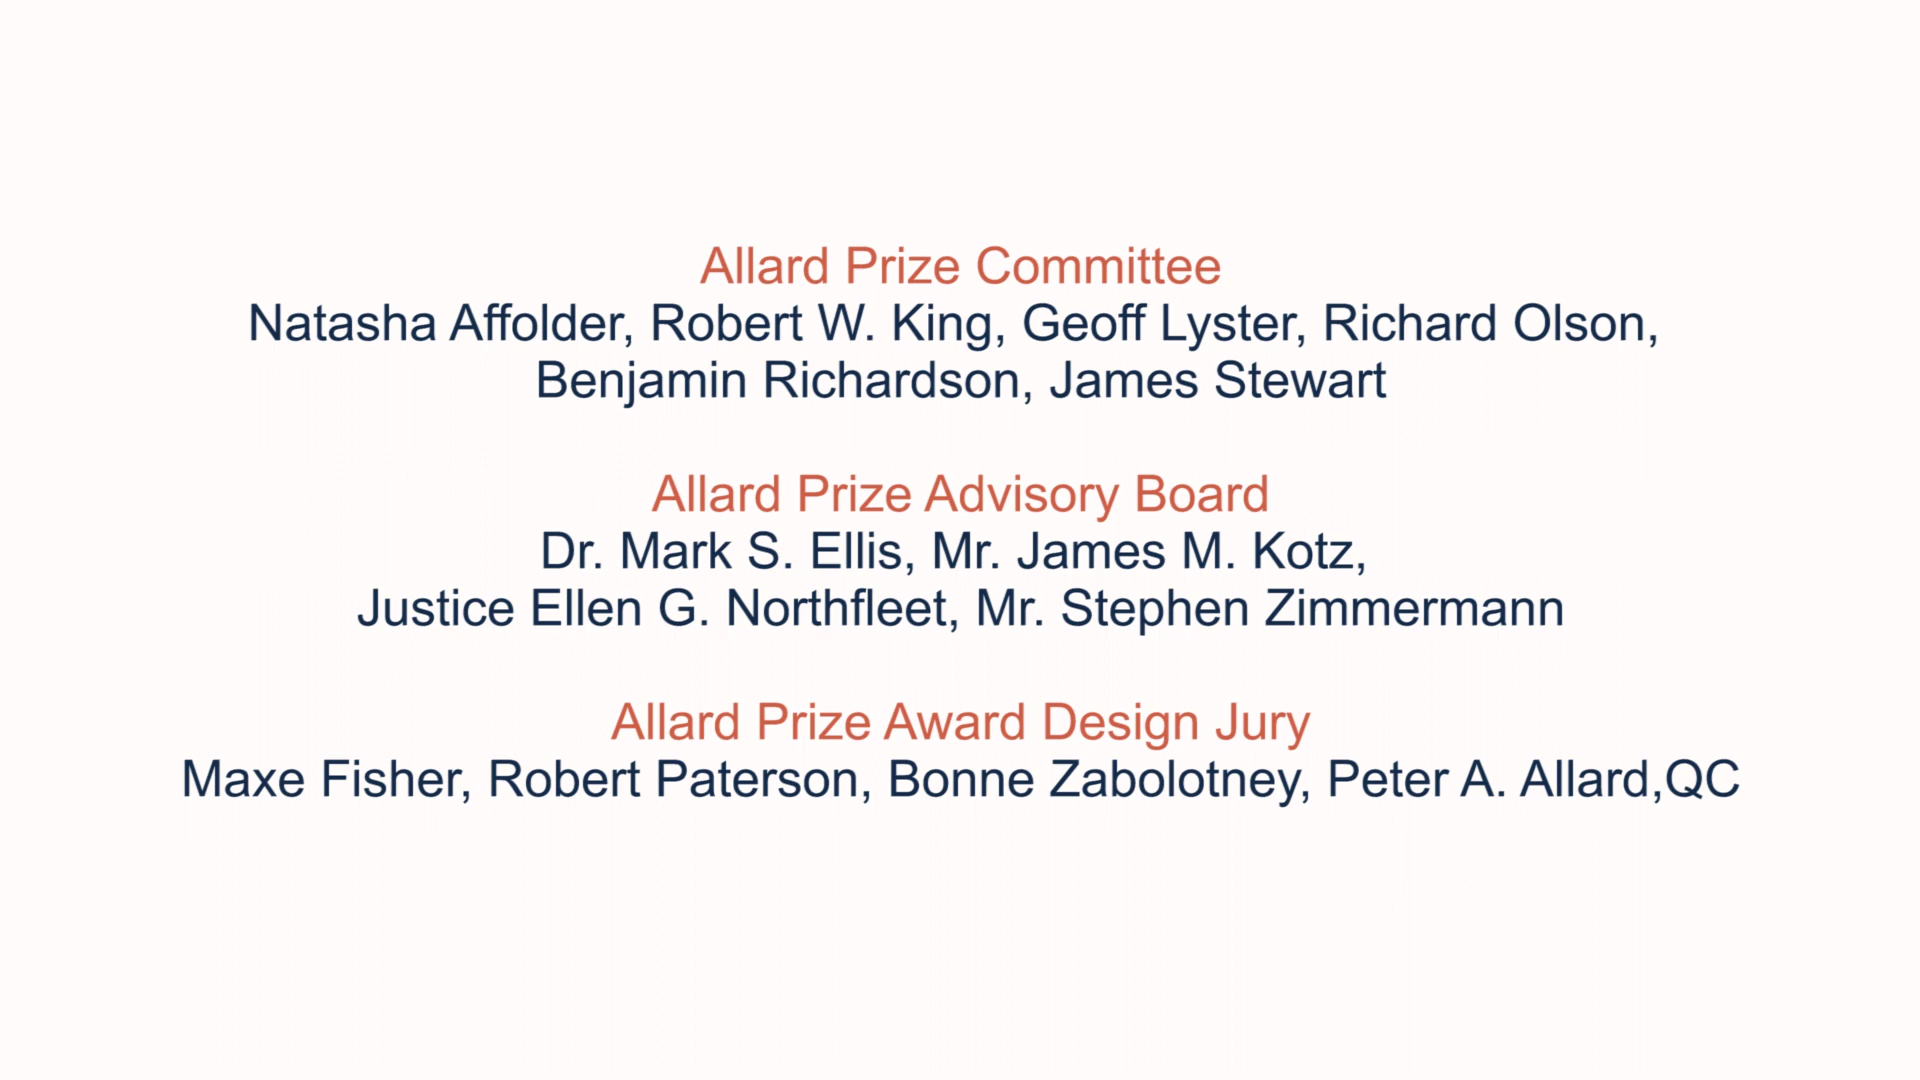 Allard Prize Committee
Natasha Affolder, Robert W. King, Geoff Lyster, Richard Olson,
Benjamin Richardson, James Stewart
Allard Prize Advisory Board
Dr. Mark S. Ellis, Mr. James M. Kotz,
Justice Ellen G. Northfleet, Mr. Stephen Zimmermann
Allard Prize Award Design Jury
Maxe Fisher, Robert Paterson, Bonne Zabolotney, Peter A. Allard,QC